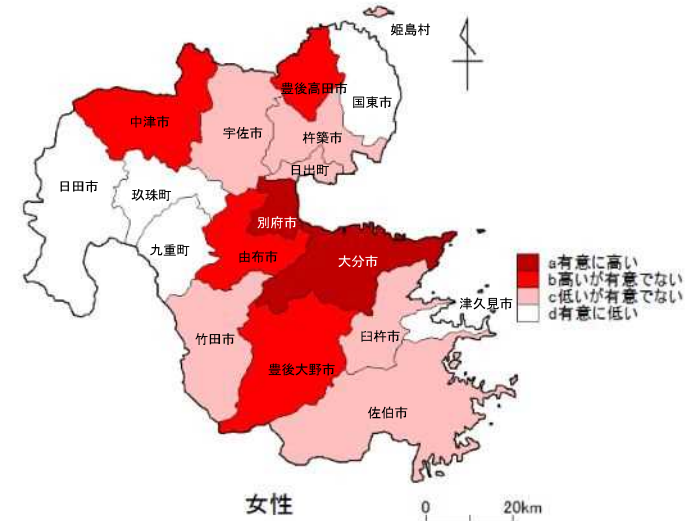 姫島村
豊後高田市
国東市
中津市
宇佐市
杵築市
日出町
日田市
玖珠町
別府市
九重町
由布市
大分市
a有意に高い
b高いが有意でない
c低いが有意でない
d有意に低い
津久見市
竹田市
臼杵市
豊後大野市
佐伯市
女性
0 20km